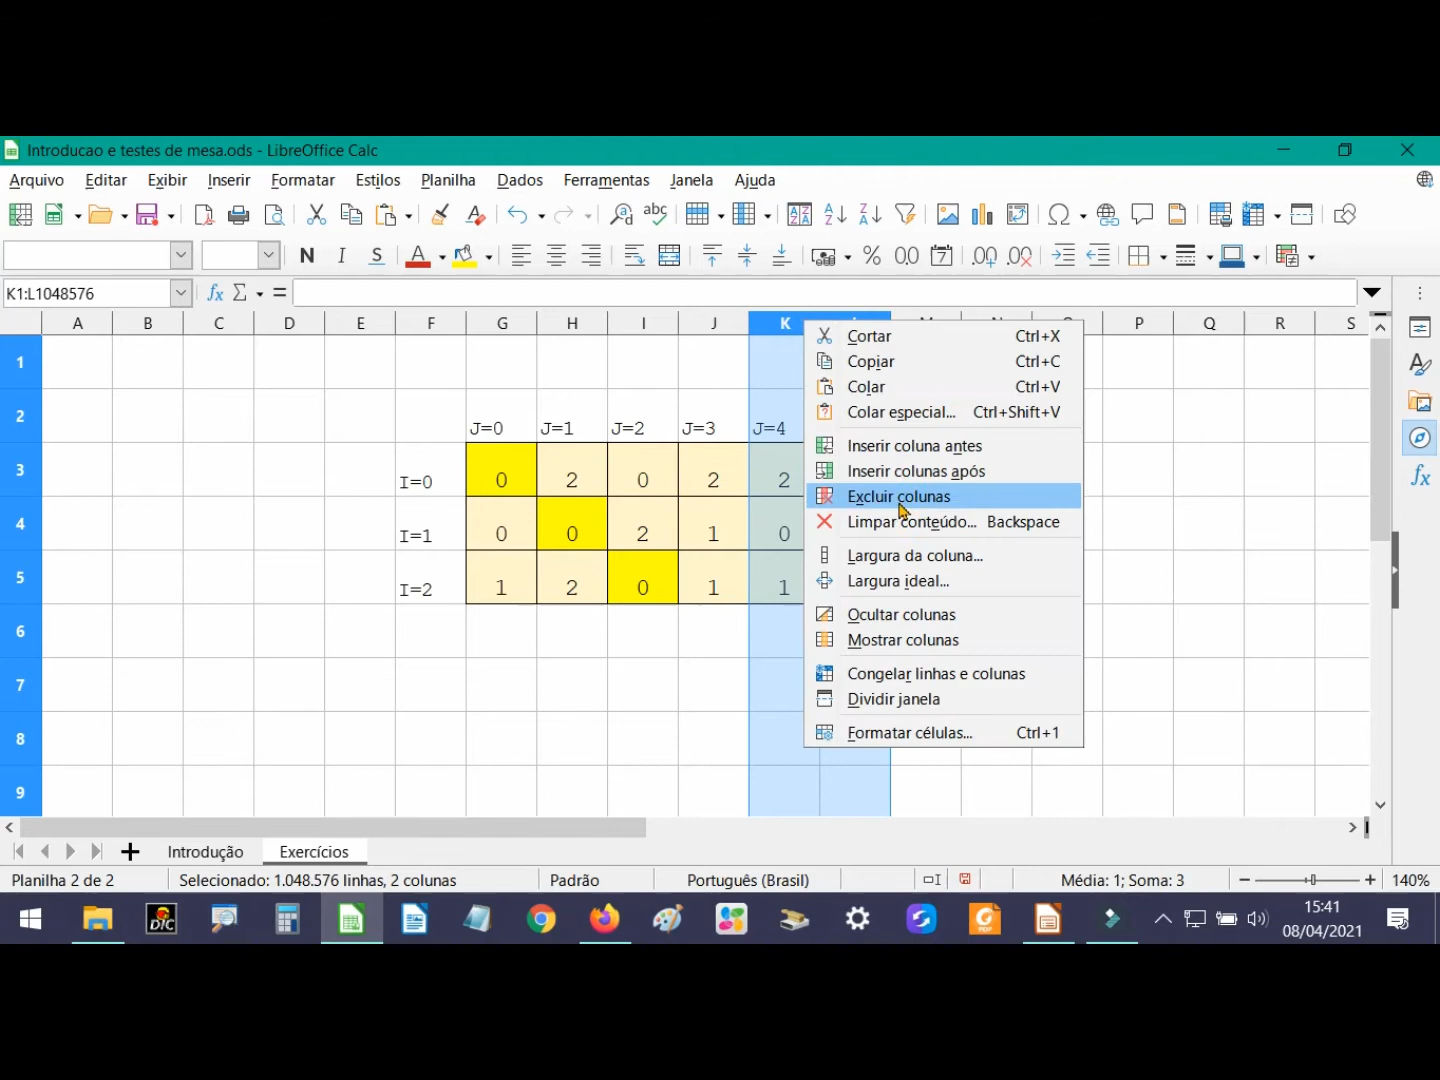 Introducao e testes de mesa.ods - LibreOffice Calc
Arquivo Editar Exibir Inserir Formatar Estilos Planilha Dados Ferramentas Janela Ajuda
N I S
K1:L1048576
A B C D E F G H I J K P Q R S
1
2 J=0 J=1 J=2 J=3 J=4
3 I=0 0 2 0 2 2
4 I=1 0 0 2 1 0
5 I=2 1 2 0 1 1
6
7
8
9
Cortar Ctrl+X
Copiar Ctrl+C
Colar Ctrl+V
Colar especial... Ctrl+Shift+V
Inserir coluna antes
Inserir colunas após
Excluir colunas
Limpar conteúdo... Backspace
Largura da coluna...
Largura ideal...
Ocultar colunas
Mostrar colunas
Congelar linhas e colunas
Dividir janela
Formatar células... Ctrl+1
Introdução Exercícios
Planilha 2 de 2 Selecionado: 1.048.576 linhas, 2 colunas Padrão Português (Brasil) Média: 1; Soma: 3 140%
DIC
15:41
08/04/2021